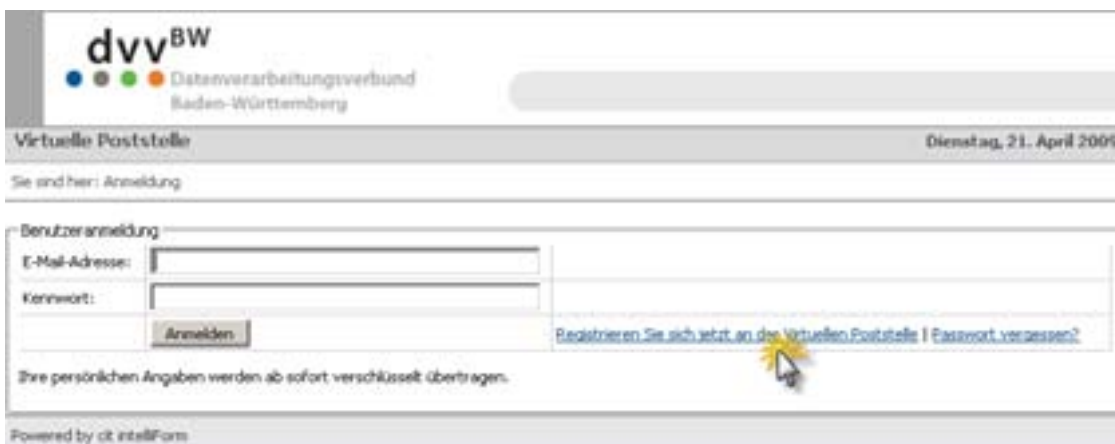 dvvBW
Datenverarbeitungsverbund
Baden-Württemberg
Virtuelle Poststelle Dienstag, 21. April 2009
Sie sind hier: Anmeldung
Benutzeranmeldung
E-Mail-Adresse:
Kennwort:
Anmelden Registrieren Sie sich jetzt an der Virtuellen Poststelle | Passwort vergessen?
Ihre persönlichen Angaben werden ab sofort verschlüsselt übertragen.
Powered by cit intelliForm